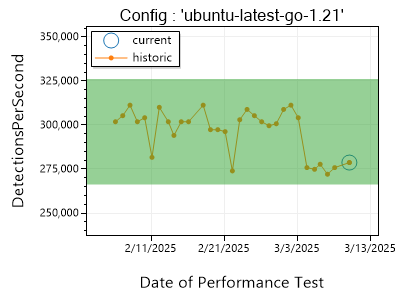 Config : 'ubuntu-latest-go-1.21'
current
historic
DetectionsPerSecond
350,000
325,000
300,000
275,000
250,000
2/11/2025
2/21/2025
3/3/2025
3/13/2025
Date of Performance Test